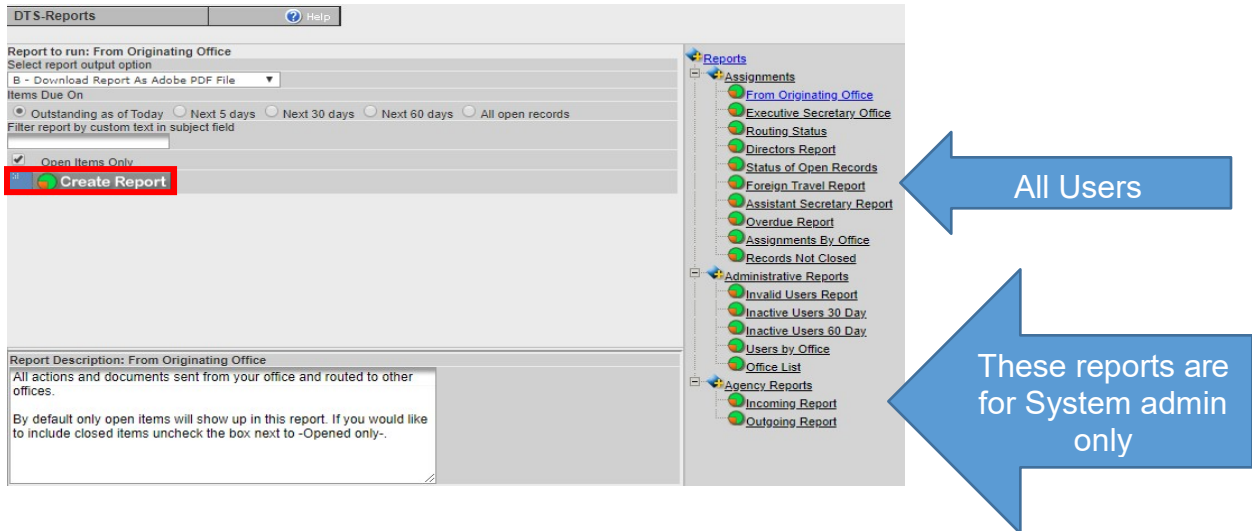 DTS-Reports
Help
Report to run: From Originating Office
Select report output option
B - Download Report As Adobe PDF File
Items Due On
Outstanding as of Today Next 5 days Next 30 days Next 60 days All open records
Filter report by custom text in subject field
Open Items Only
Create Report
Report Description: From Originating Office
All actions and documents sent from your office and routed to other
offices.
By default only open items will show up in this report. If you would like
to include closed items uncheck the box next to -Opened only-.
Reports
Assignments
From Originating Office
Executive Secretary Office
Routing Status
Directors Report
Status of Open Records
Foreign Travel Report
Assistant Secretary Report
Overdue Report
Assignments By Office
Records Not Closed
Administrative Reports
Invalid Users Report
Inactive Users 30 Day
Inactive Users 60 Day
Users by Office
Office List
Agency Reports
Incoming Report
Outgoing Report
All Users
These reports are
for System admin
only